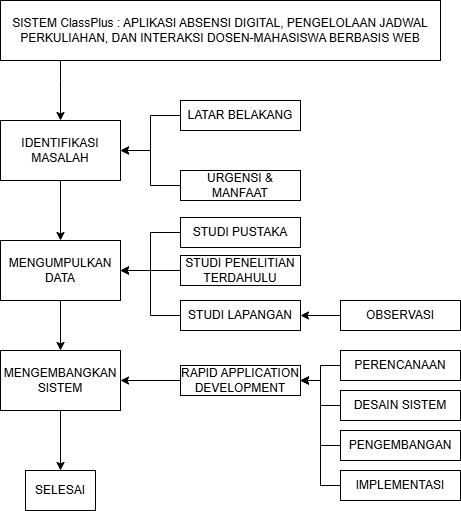 SISTEM ClassPlus : APLIKASI ABSENSI DIGITAL, PENGELOLAAN JADWAL
PERKULIAHAN, DAN INTERAKSI DOSEN-MAHASISWA BERBASIS WEB
IDENTIFIKASI
MASALAH
LATAR BELAKANG
URGENSI &
MANFAAT
MENGUMPULKAN
DATA
STUDI PUSTAKA
STUDI PENELITIAN
TERDAHULU
STUDI LAPANGAN
OBSERVASI
MENGEMBANGKAN
SISTEM
RAPID APPLICATION
DEVELOPMENT
PERENCANAAN
DESAIN SISTEM
PENGEMBANGAN
IMPLEMENTASI
SELESAI